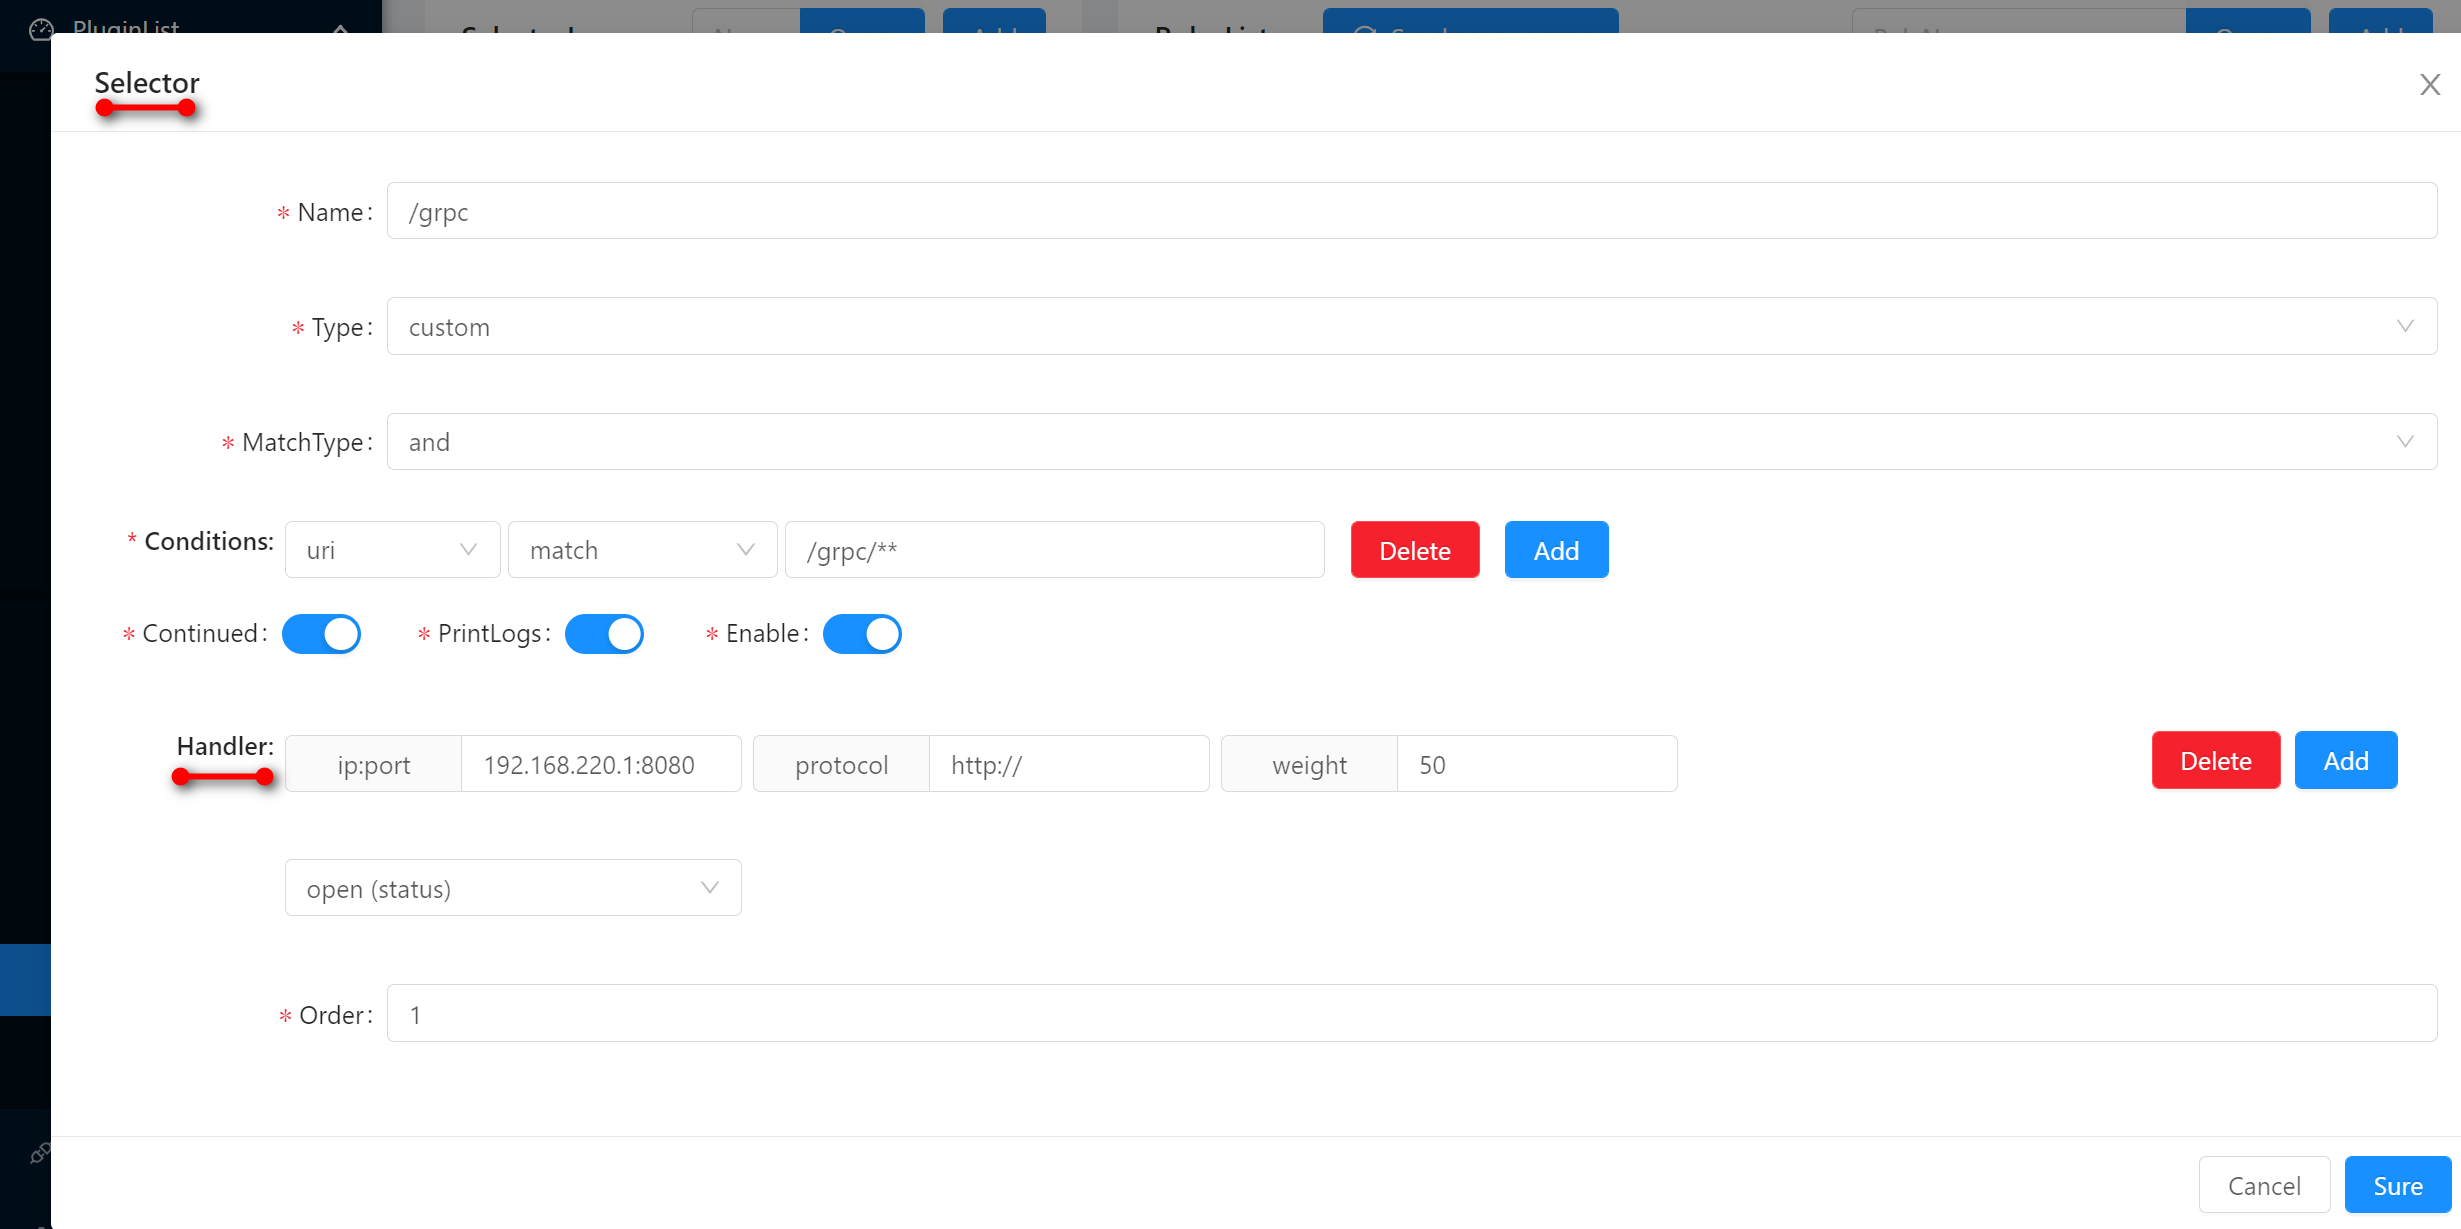 PluginList
Selector
* Name: /grpc
* Type: custom
* MatchType: and
* Conditions: uri match /grpc/** Delete Add
* Continued: * PrintLogs: * Enable:
Handler: ip:port 192.168.220.1:8080 protocol http:// weight 50 Delete Add
open (status)
* Order: 1
Cancel Sure